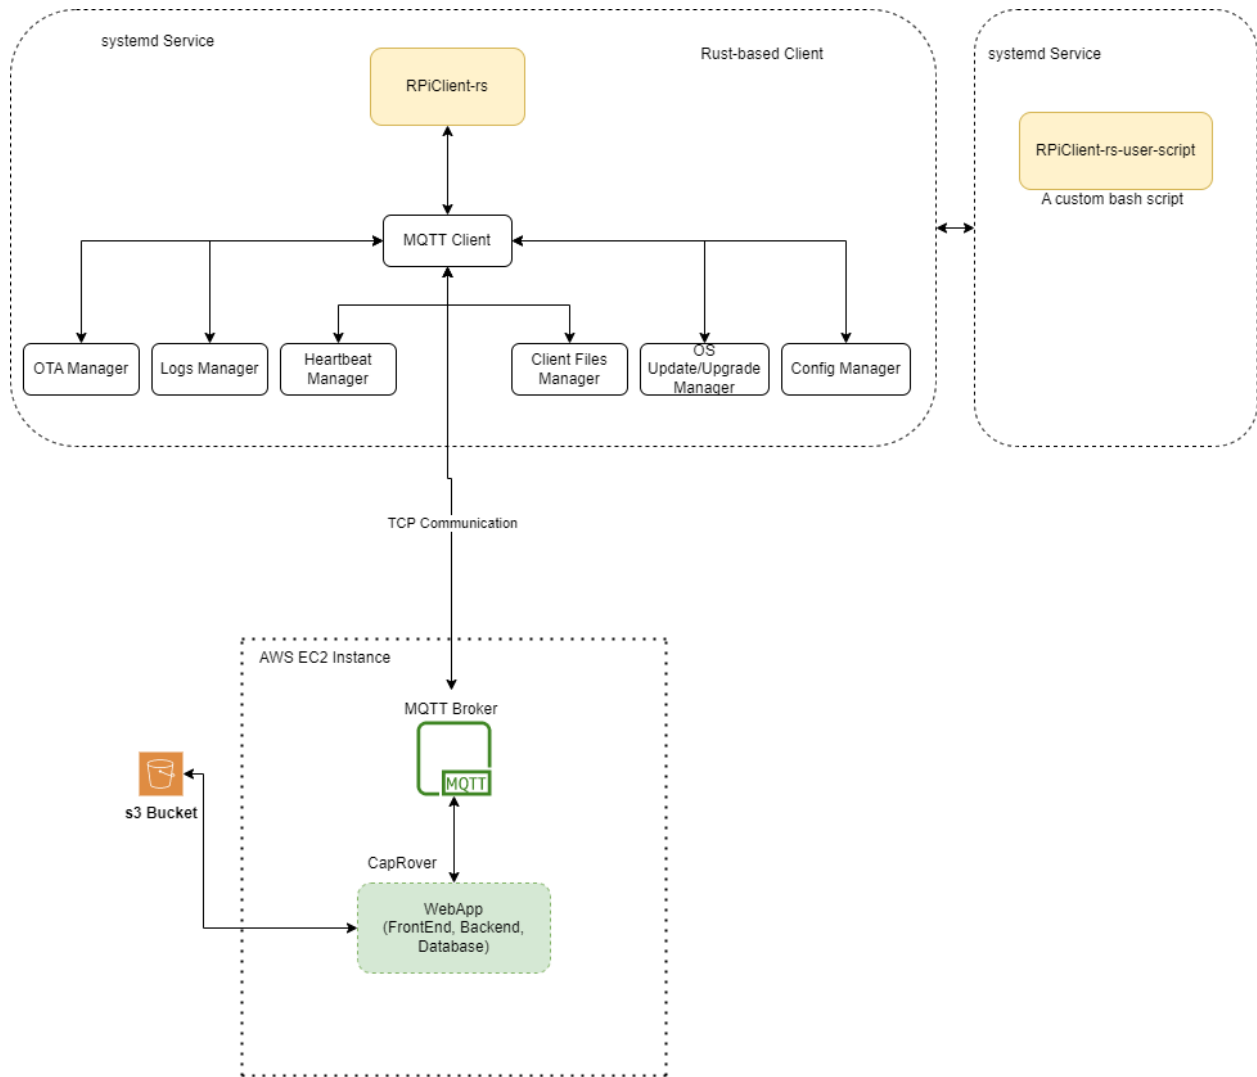 systemd Service
Rust-based Client
RPiClient-rs
MQTT Client
OTA Manager
Logs Manager
Heartbeat
Manager
Client Files
Manager
OS
Update/Upgrade
Manager
Config Manager
systemd Service
RPiClient-rs-user-script
A custom bash script
TCP Communication
AWS EC2 Instance
MQTT Broker
MQTT
s3 Bucket
CapRover
WebApp
(FrontEnd, Backend,
Database)